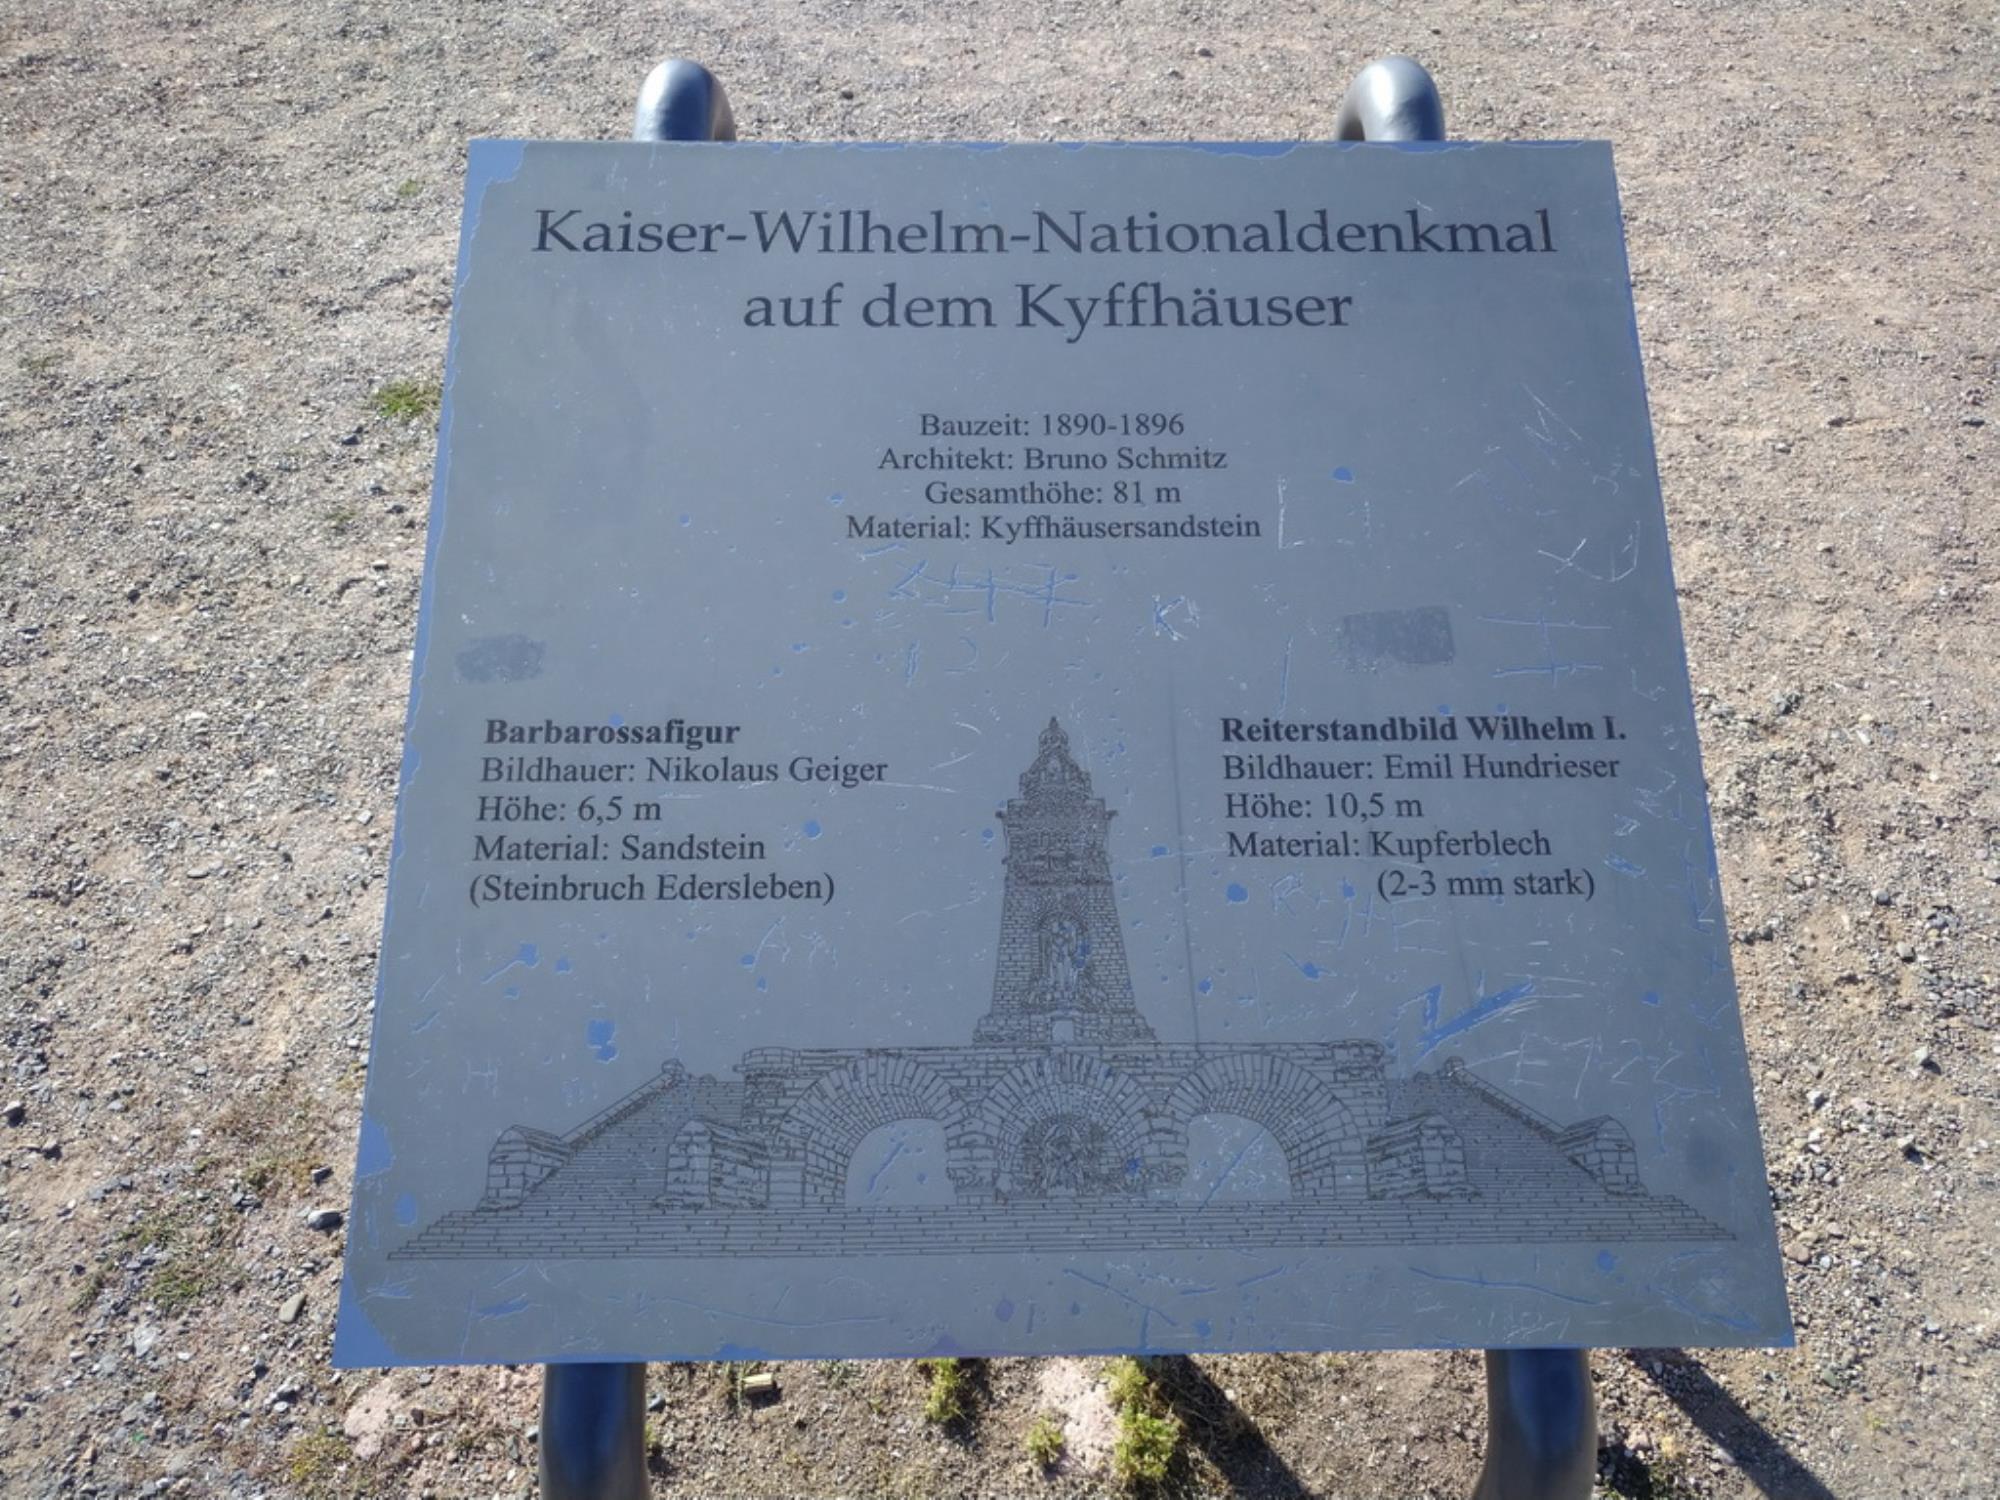 Kaiser-Wilhelm-Nationaldenkmal
auf dem Kyffhäuser
Bauzeit: 1890-1896
Architekt: Bruno Schmitz
Gesamthöhe: 81 m
Material: Kyffhäusersandstein
Barbarossafigur
Bildhauer: Nikolaus Geiger
Höhe: 6,5 m
Material: Sandstein
(Steinbruch Edersleben)
Reiterstandbild Wilhelm I.
Bildhauer: Emil Hundrieser
Höhe: 10,5 m
Material: Kupferblech
(2-3 mm stark)